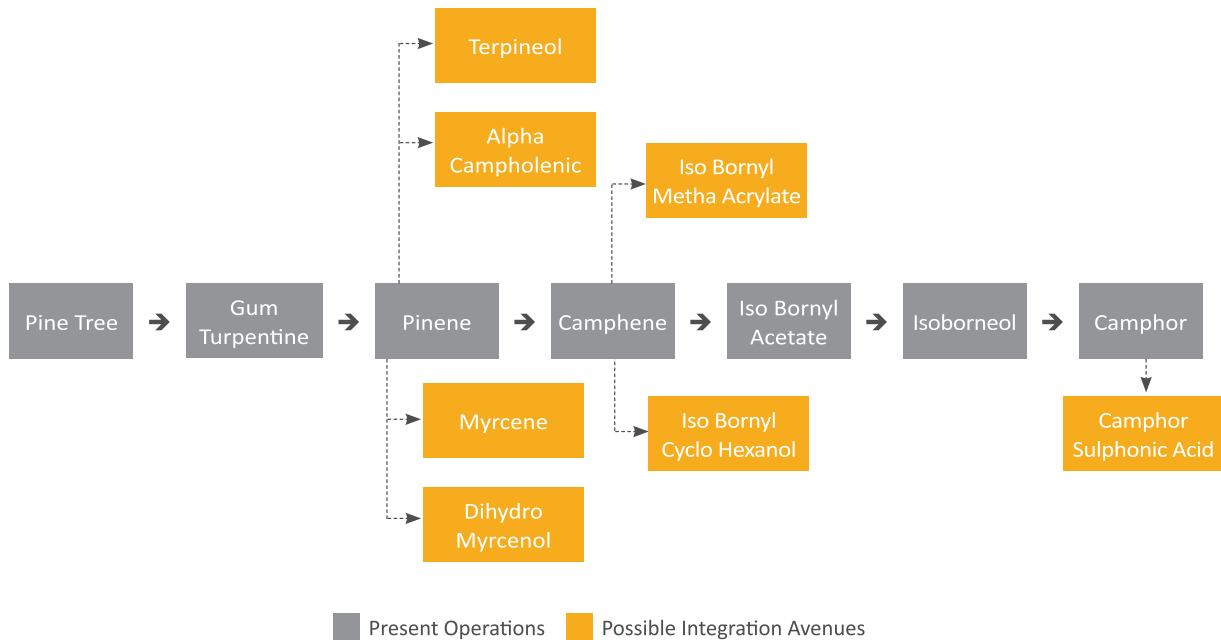 Terpineol
Alpha
Campholenic
Iso Bornyl
Metha Acrylate
Pine Tree
Gum
Turpentine
Pinene
Camphene
Iso Bornyl
Acetate
Isoborneol
Camphor
Myrcene
Iso Bornyl
Cyclo Hexanol
Camphor
Sulphonic Acid
Dihydro
Myrcenol
Present Operations
Possible Integration Avenues